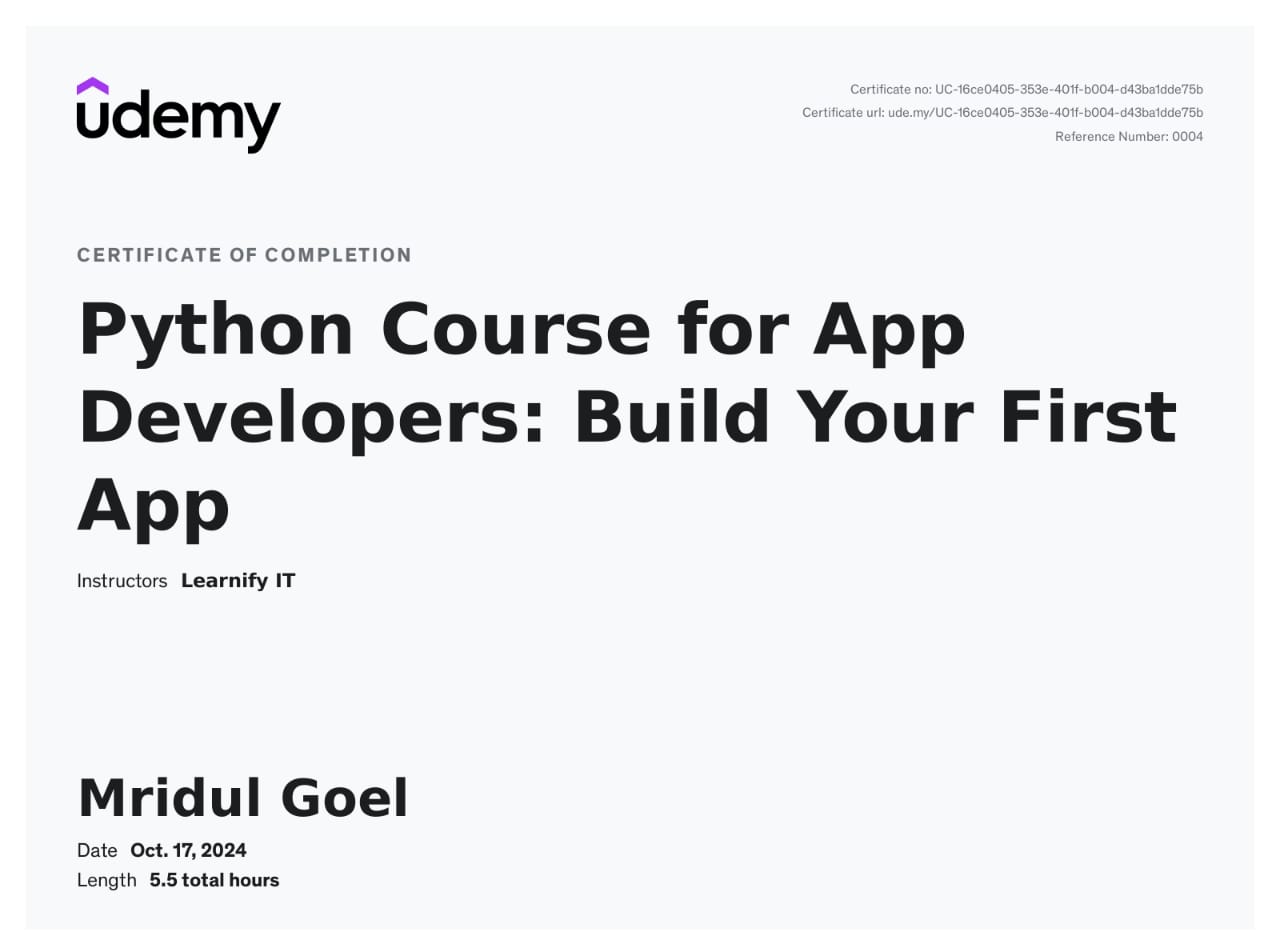 udemy
Certificate no: UC-16ce0405-353e-401f-b004-d43ba1dde75b
Certificate url: ude.my/UC-16ce0405-353e-401f-b004-d43ba1dde75b
Reference Number: 0004
CERTIFICATE OF COMPLETION
Python Course for App
Developers: Build Your First
App
Instructors Learnify IT
Mridul Goel
Date Oct. 17, 2024
Length 5.5 total hours